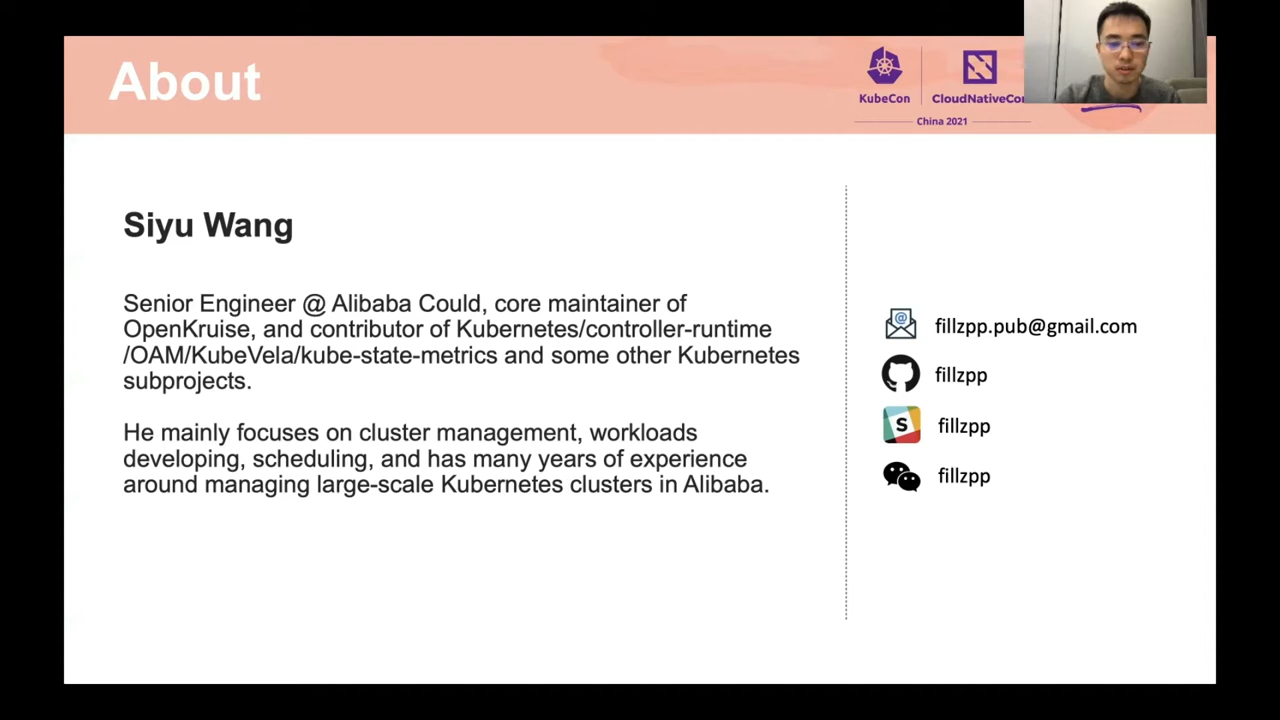 About
KubeCon
CloudNativeCon
China 2021
Siyu Wang
Senior Engineer @ Alibaba Could, core maintainer of
OpenKruise, and contributor of Kubernetes/controller-runtime
/OAM/KubeVela/kube-state-metrics and some other Kubernetes
subprojects.
He mainly focuses on cluster management, workloads
developing, scheduling, and has many years of experience
around managing large-scale Kubernetes clusters in Alibaba.
@
fillzpp.pub@gmail.com
fillzpp
S
fillzpp
fillzpp